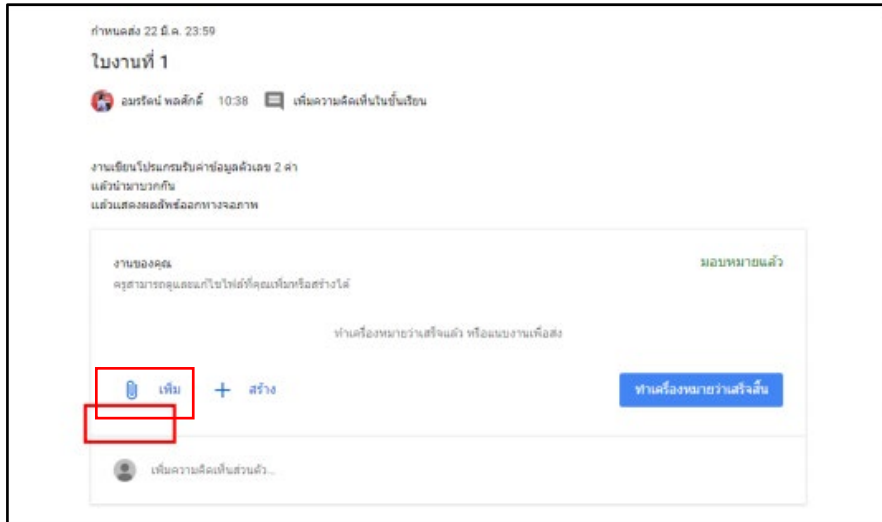 กำหนดส่ง 22 มี.ค. 23:59
ใบงานที่ 1
อมรรัตน์ พลศักดิ์ 10:38 เพิ่มความคิดเห็นในชั้นเรียน
งานเขียนโปรแกรมรับค่าข้อมูลตัวเลข 2 ค่า
แล้วนำมาบวกกัน
แล้วแสดงผลลัพธ์ออกทางจอภาพ
งานของคุณ มอบหมายแล้ว
ครูสามารถดูและแก้ไขไฟล์ที่คุณเพิ่มหรือสร้างได้
ทำเครื่องหมายว่าเสร็จแล้ว หรือแนบงานเพื่อส่ง
เพิ่ม + สร้าง ทำเครื่องหมายว่าเสร็จสิ้น
เพิ่มความคิดเห็นส่วนตัว...